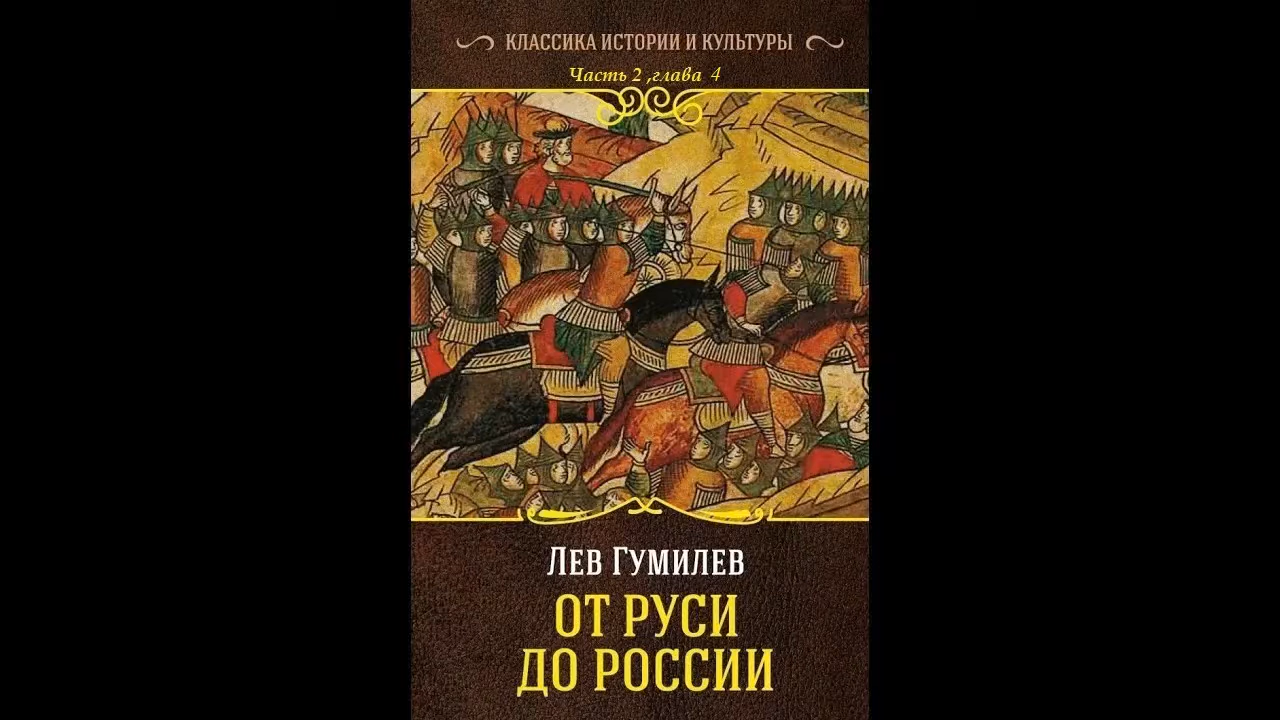 КЛАССИКА ИСТОРИИ И КУЛЬТУРЫ
Часть 2 ,глава 4
ЛЕВ ГУМИЛЕВ
ОТ РУСИ
ДО РОССИИ